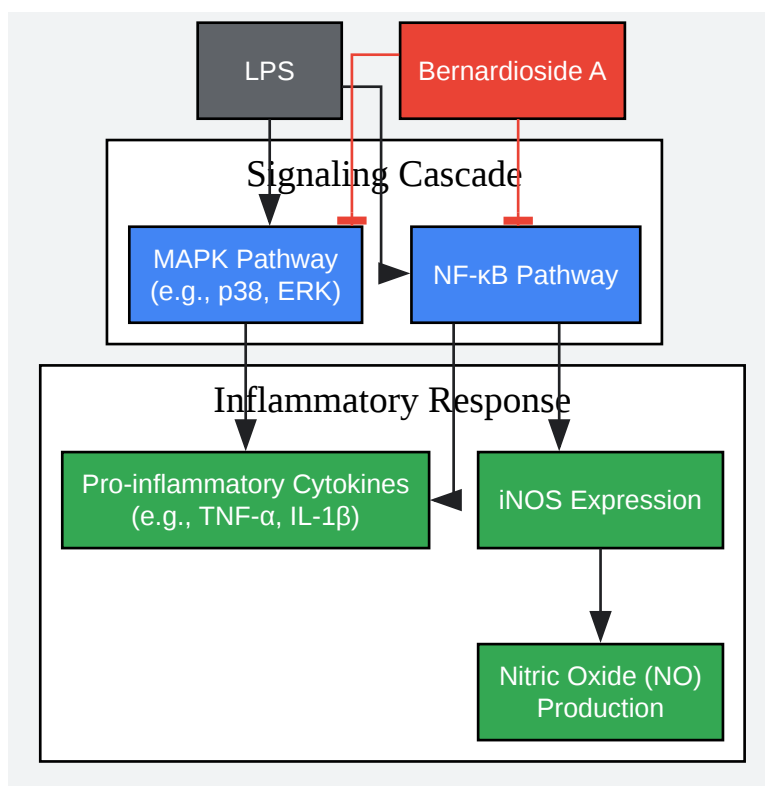 LPS
Bernardioside A
Signaling Cascade
MAPK Pathway
(e.g., p38, ERK)
NF-κB Pathway
Inflammatory Response
Pro-inflammatory Cytokines
(e.g., TNF-α, IL-1β)
iNOS Expression
Nitric Oxide (NO)
Production